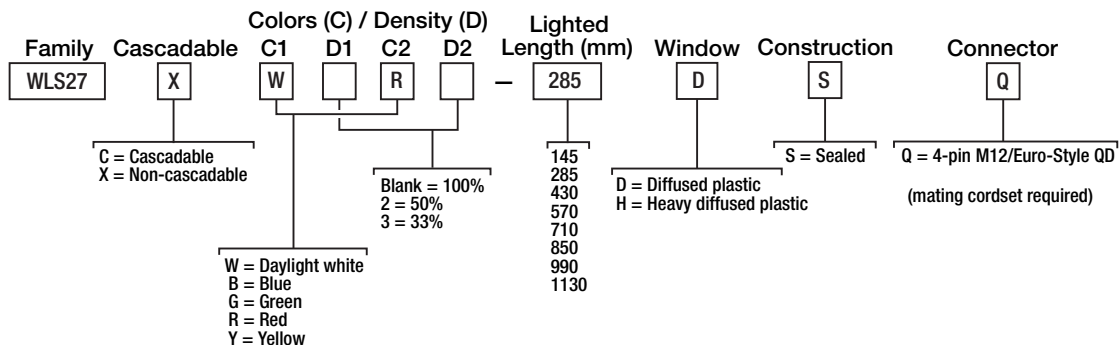 Colors (C) / Density (D)
Family Cascadable C1 D1 C2 D2 Lighted Length (mm) Window Construction Connector
WLS27 X W R – 285 D S Q
C = Cascadable
X = Non-cascadable
Blank = 100%
2 = 50%
3 = 33%
W = Daylight white
B = Blue
G = Green
R = Red
Y = Yellow
145
285
430
570
710
850
990
1130
D = Diffused plastic
H = Heavy diffused plastic
S = Sealed
Q = 4-pin M12/Euro-Style QD
(mating cordset required)